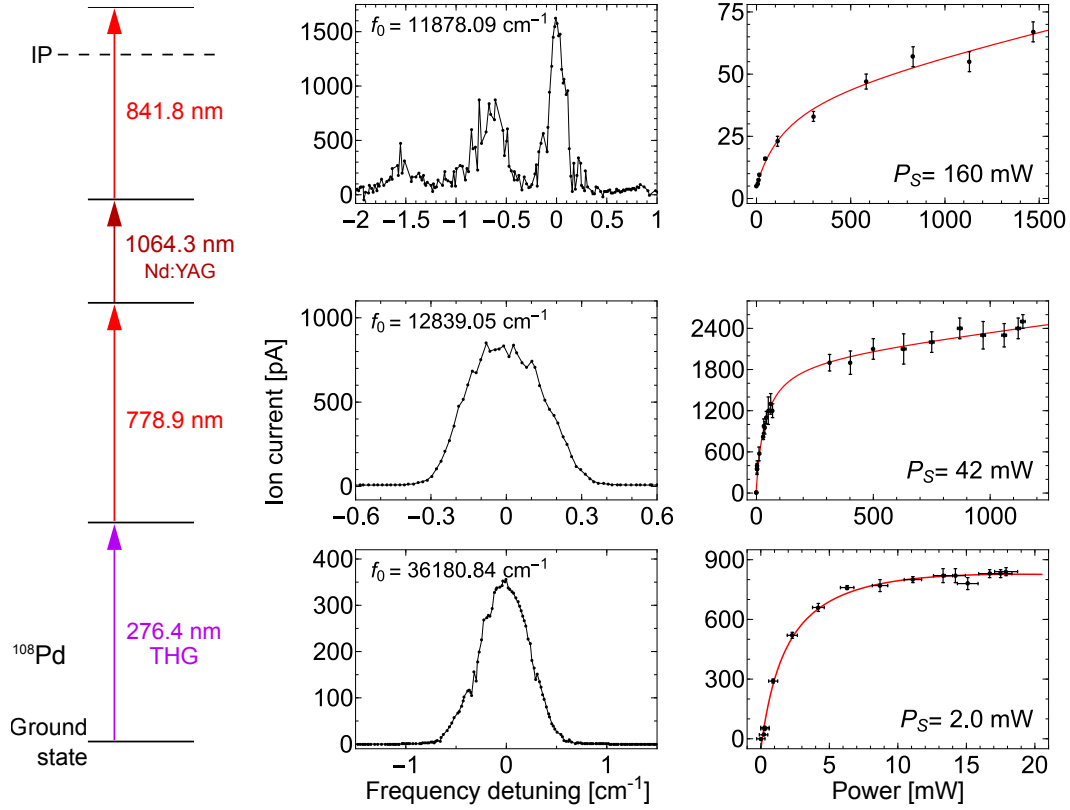 IP
841.8 nm
1064.3 nm
Nd:YAG
778.9 nm
276.4 nm
THG
¹⁰⁸Pd
Ground
state
f₀ = 11878.09 cm⁻¹
1500
1000
500
0
−2 −1.5 −1 −0.5 0 0.5 1
75
50
25
0
P_S = 160 mW
0 500 1000 1500
f₀ = 12839.05 cm⁻¹
1000
500
0
−0.6 −0.3 0 0.3 0.6
Ion current [pA]
2400
1800
1200
600
0
P_S = 42 mW
0 500 1000
f₀ = 36180.84 cm⁻¹
400
300
200
100
0
−1 0 1
Frequency detuning [cm⁻¹]
900
600
300
0
P_S = 2.0 mW
0 5 10 15 20
Power [mW]